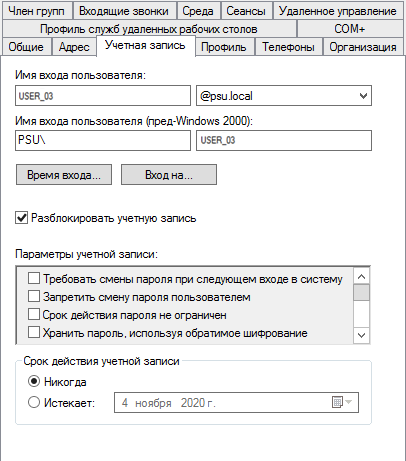 Член групп Входящие звонки Среда Сеансы Удаленное управление
Профиль служб удаленных рабочих столов COM+
Общие Адрес Учетная запись Профиль Телефоны Организация
Имя входа пользователя:
USER_03 @psu.local
Имя входа пользователя (пред-Windows 2000):
PSU\ USER_03
Время входа... Вход на...
Разблокировать учетную запись
Параметры учетной записи:
Требовать смены пароля при следующем входе в систему
Запретить смену пароля пользователем
Срок действия пароля не ограничен
Хранить пароль, используя обратимое шифрование
Срок действия учетной записи
Никогда
Истекает: 4 ноября 2020 г.